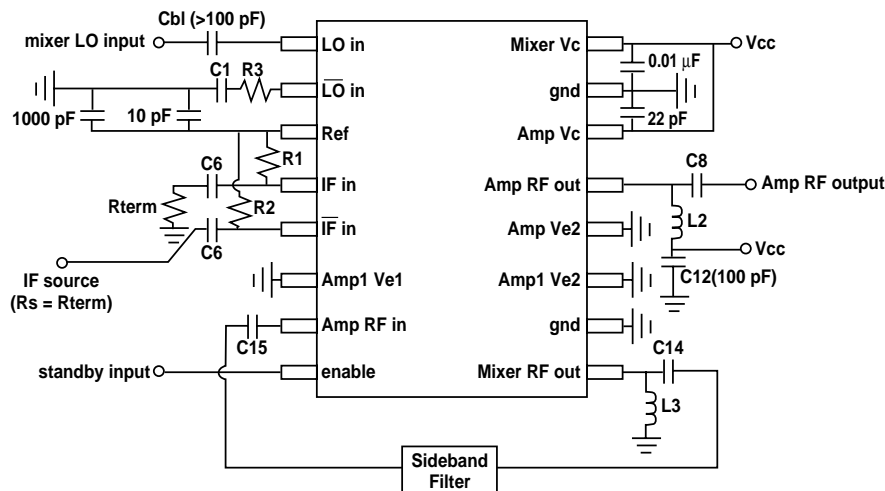 Cbl (>100 pF)
mixer LO input
LO in
Mixer Vc
Vcc
C1
R3
0.01 μF
L̅O̅ in
gnd
1000 pF
10 pF
22 pF
Ref
Amp Vc
R1
C6
C8
IF in
Amp RF out
Amp RF output
Rterm
R2
L2
I̅F̅ in
Amp Ve2
C6
Vcc
IF source
(Rs = Rterm)
Amp1 Ve1
Amp1 Ve2
C12(100 pF)
Amp RF in
gnd
C15
C14
standby input
enable
Mixer RF out
L3
Sideband
Filter